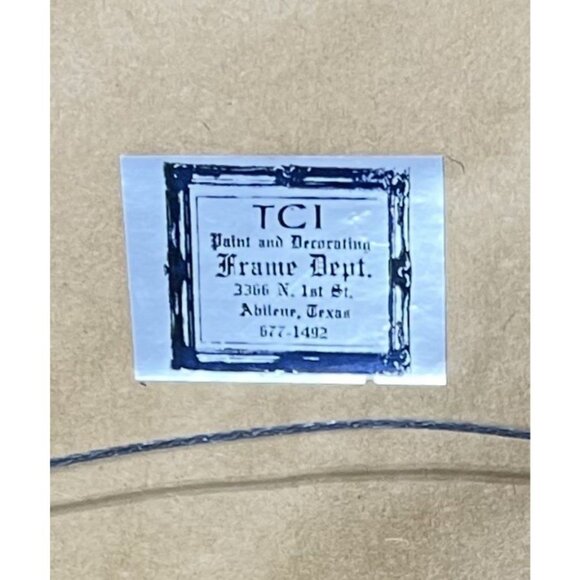 TCI
Paint and Decorating
Frame Dept.
3366 N. 1st St.
Abilene, Texas
677-1492